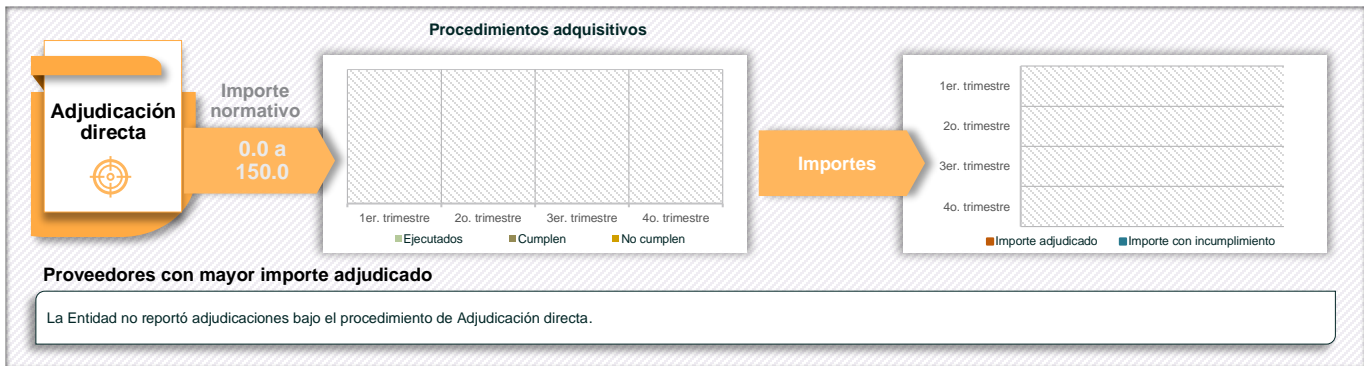 Procedimientos adquisitivos
Adjudicación
directa
Importe
normativo
0.0 a
150.0
1er. trimestre 2o. trimestre 3er. trimestre 4o. trimestre
Ejecutados Cumplen No cumplen
Importes
1er. trimestre
2o. trimestre
3er. trimestre
4o. trimestre
Importe adjudicado Importe con incumplimiento
Proveedores con mayor importe adjudicado
La Entidad no reportó adjudicaciones bajo el procedimiento de Adjudicación directa.